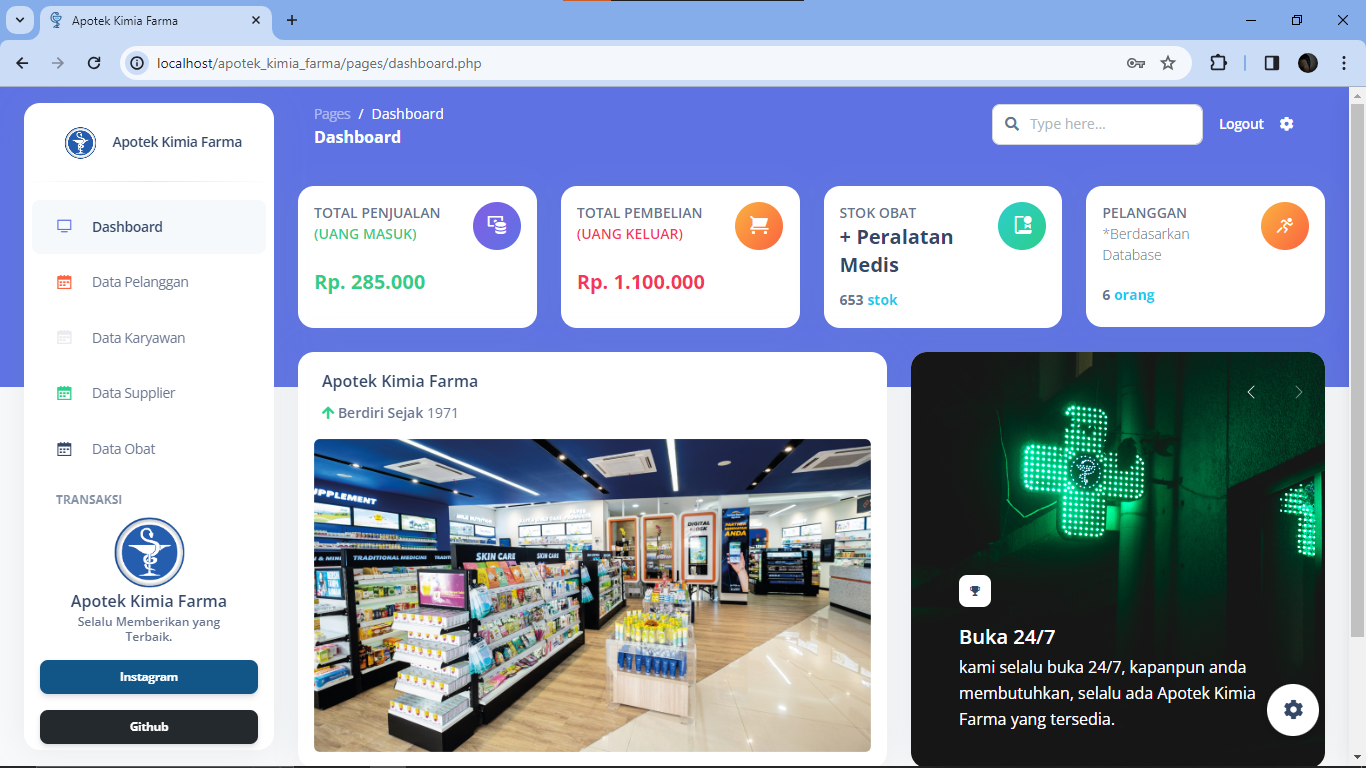 Apotek Kimia Farma
localhost/apotek_kimia_farma/pages/dashboard.php
Apotek Kimia Farma
Dashboard
Data Pelanggan
Data Karyawan
Data Supplier
Data Obat
TRANSAKSI
Apotek Kimia Farma
Selalu Memberikan yang
Terbaik.
Instagram
Github
Pages / Dashboard
Dashboard
Type here...
Logout
TOTAL PENJUALAN
(UANG MASUK)
Rp. 285.000
TOTAL PEMBELIAN
(UANG KELUAR)
Rp. 1.100.000
STOK OBAT
+ Peralatan
Medis
653 stok
PELANGGAN
*Berdasarkan
Database
6 orang
Apotek Kimia Farma
Berdiri Sejak 1971
UPPLEMENT
TRADITIONAL MEDICINE
SKIN CARE
SKIN CARE
DIGITAL
ANDA
Buka 24/7
kami selalu buka 24/7, kapanpun anda
membutuhkan, selalu ada Apotek Kimia
Farma yang tersedia.